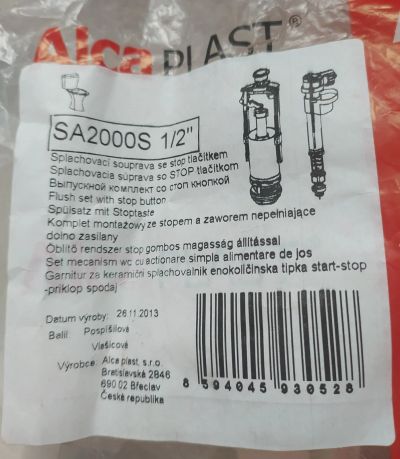 Alca PLAST®
SA2000S 1/2"
Splachovací souprava se stop tlačítkem
Splachovacia suprava so STOP tlačítkom
Выпускной комплект со стоп кнопкой
Flush set with stop button
Spülsatz mit Stoptaste
Komplet montażowy ze stopem a zaworem nepełniające
dolno zasilany
Öblítő rendszer stop gombos magasság állítással
Set mecanism wc cu actionare simpla alimentare de jos
Garnitur za keramični splachovalnik enokoličinska tipka start-stop
-priklop spodaj
Datum výroby: 26.11.2013
Balil: Pospíšilová
Vlašicová
Výrobce: Alca plast, s.r.o.
Bratislavská 2846
690 02 Břeclav
Česká republika
8 594045 930528